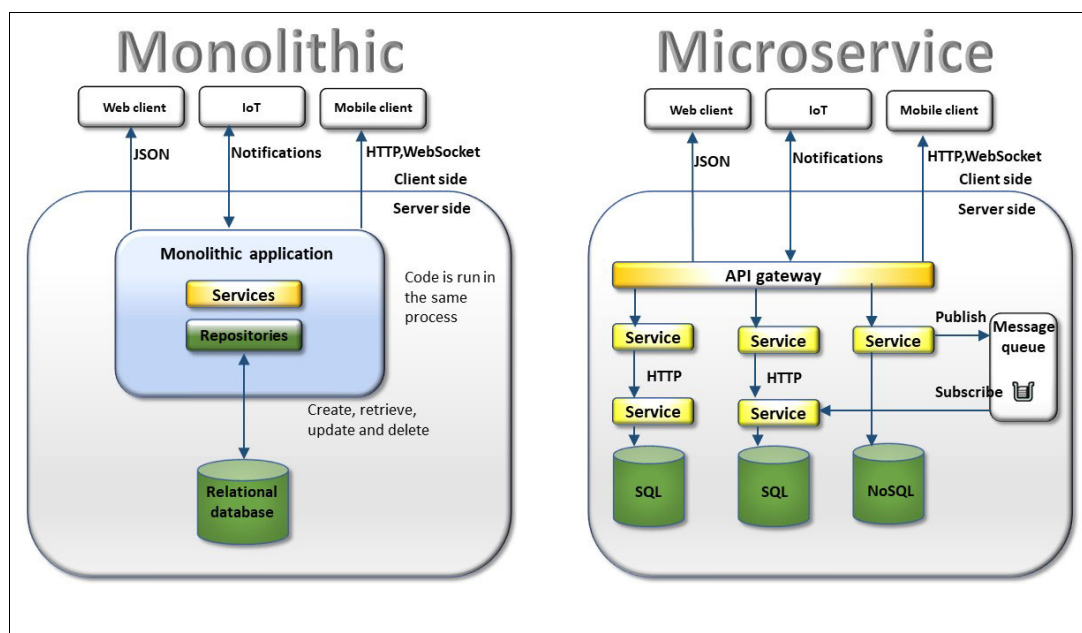 Monolithic
Web client
IoT
Mobile client
JSON
Notifications
HTTP,WebSocket
Client side
Server side
Monolithic application
Services
Repositories
Code is run in
the same
process
Create, retrieve,
update and delete
Relational
database
Microservice
Web client
IoT
Mobile client
JSON
Notifications
HTTP,WebSocket
Client side
Server side
API gateway
Service
Service
Service
Publish
Message
queue
HTTP
HTTP
Subscribe
Service
Service
SQL
SQL
NoSQL